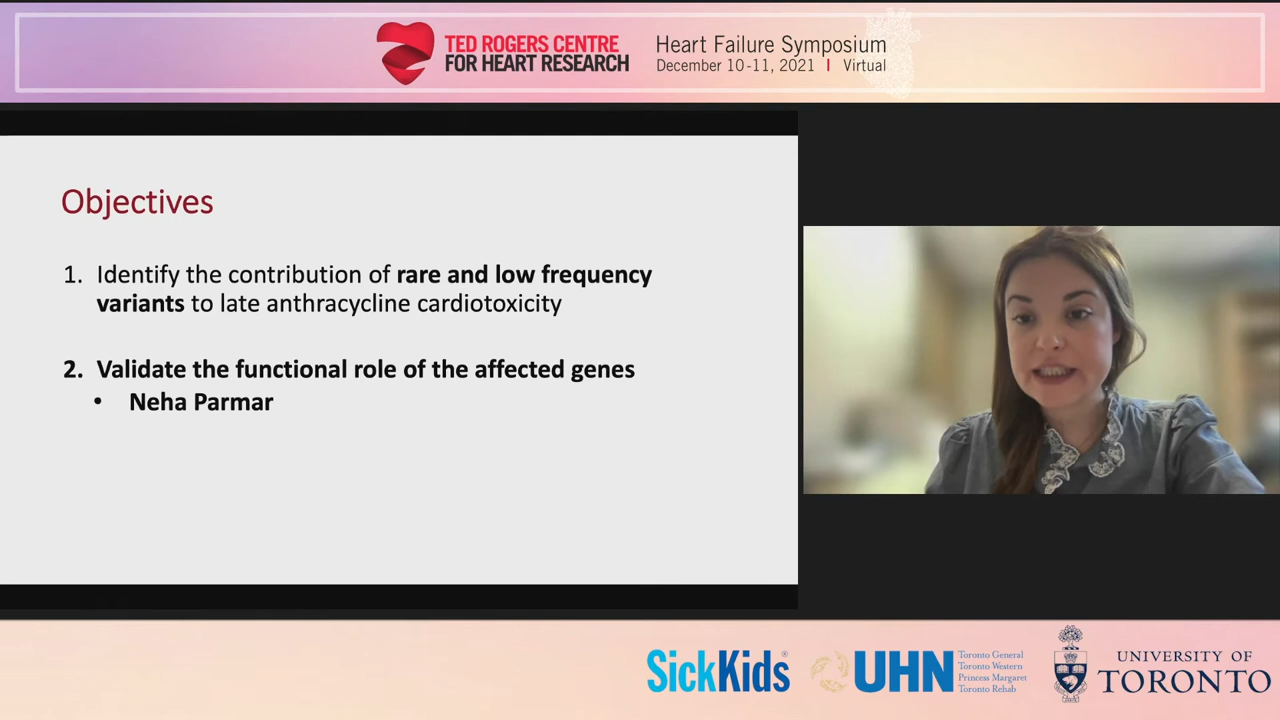 TED ROGERS CENTRE
FOR HEART RESEARCH
Heart Failure Symposium
December 10-11, 2021 | Virtual
Objectives
1. Identify the contribution of rare and low frequency
variants to late anthracycline cardiotoxicity
2. Validate the functional role of the affected genes
• Neha Parmar
SickKids®
UHN
Toronto General
Toronto Western
Princess Margaret
Toronto Rehab
UNIVERSITY OF
TORONTO